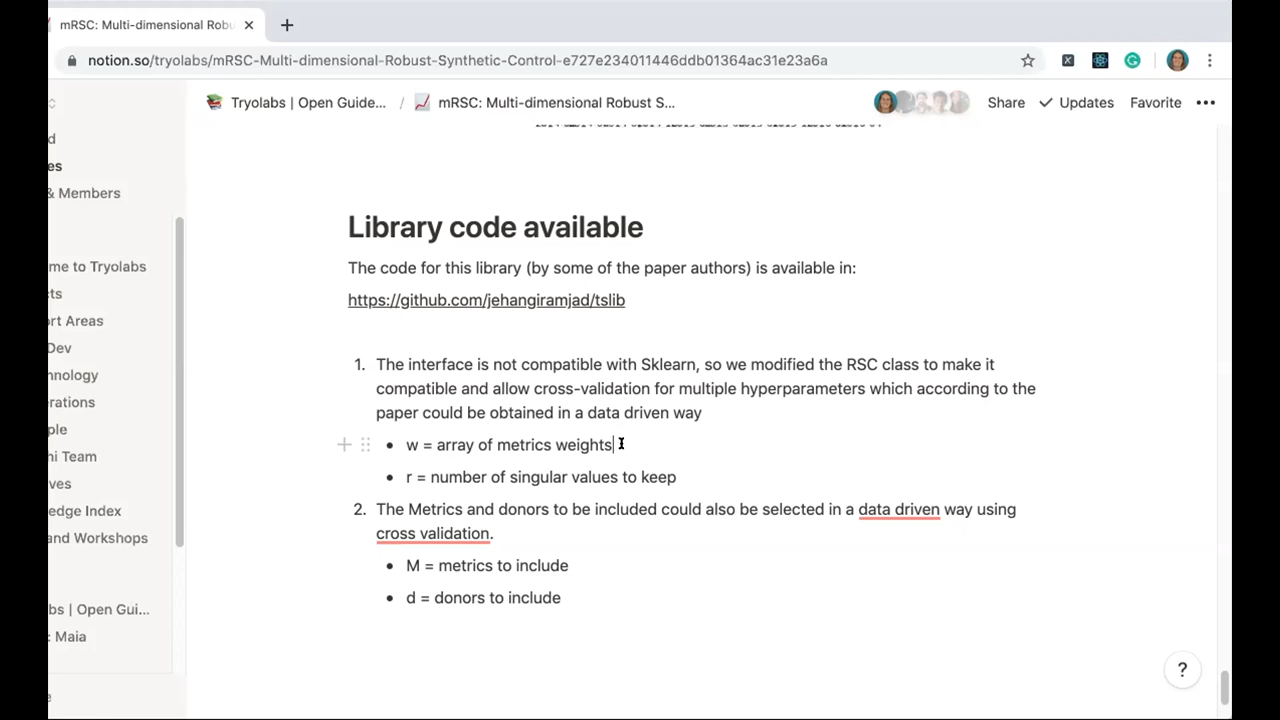 mRSC: Multi-dimensional Robu
notion.so/tryolabs/mRSC-Multi-dimensional-Robust-Synthetic-Control-e727e234011446ddb01364ac31e23a6a
Tryolabs | Open Guide... / mRSC: Multi-dimensional Robust S...
Share Updates Favorite
d
es
& Members
me to Tryolabs
cts
ort Areas
Dev
hnology
erations
ple
ni Team
ves
edge Index
and Workshops
bs | Open Gui...
: Maia
e
Library code available
The code for this library (by some of the paper authors) is available in:
https://github.com/jehangiramjad/tslib
1. The interface is not compatible with Sklearn, so we modified the RSC class to make it
compatible and allow cross-validation for multiple hyperparameters which according to the
paper could be obtained in a data driven way
• w = array of metrics weights
• r = number of singular values to keep
2. The Metrics and donors to be included could also be selected in a data driven way using
cross validation.
• M = metrics to include
• d = donors to include
?